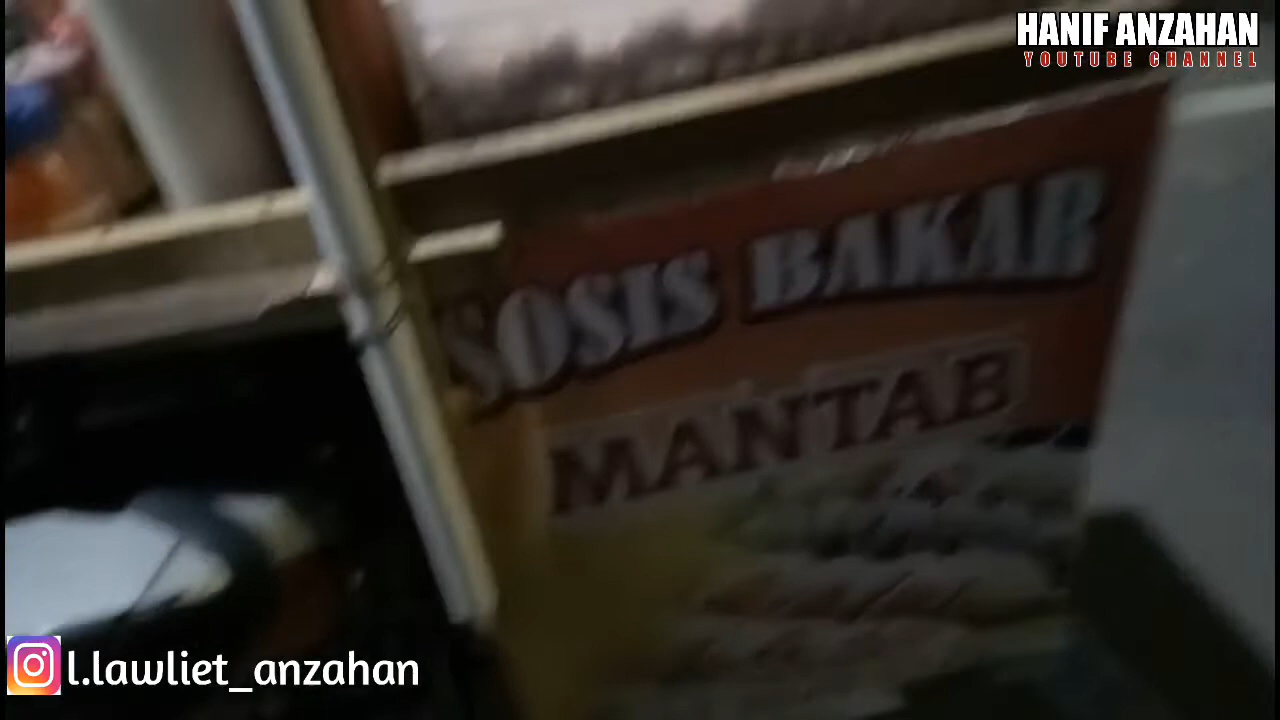 HANIF ANZAHAN
YOUTUBE CHANNEL
SOSIS BAKAR
MANTAB
l.lawliet_anzahan